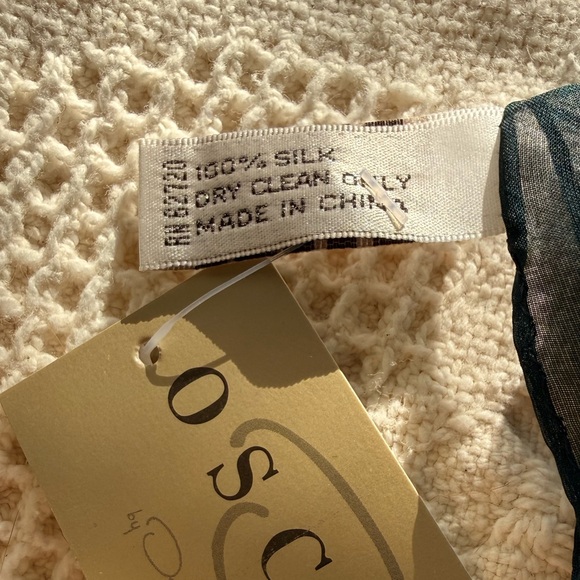 RN 62720
100% SILK
DRY CLEAN ONLY
MADE IN CHINA
OSC
by